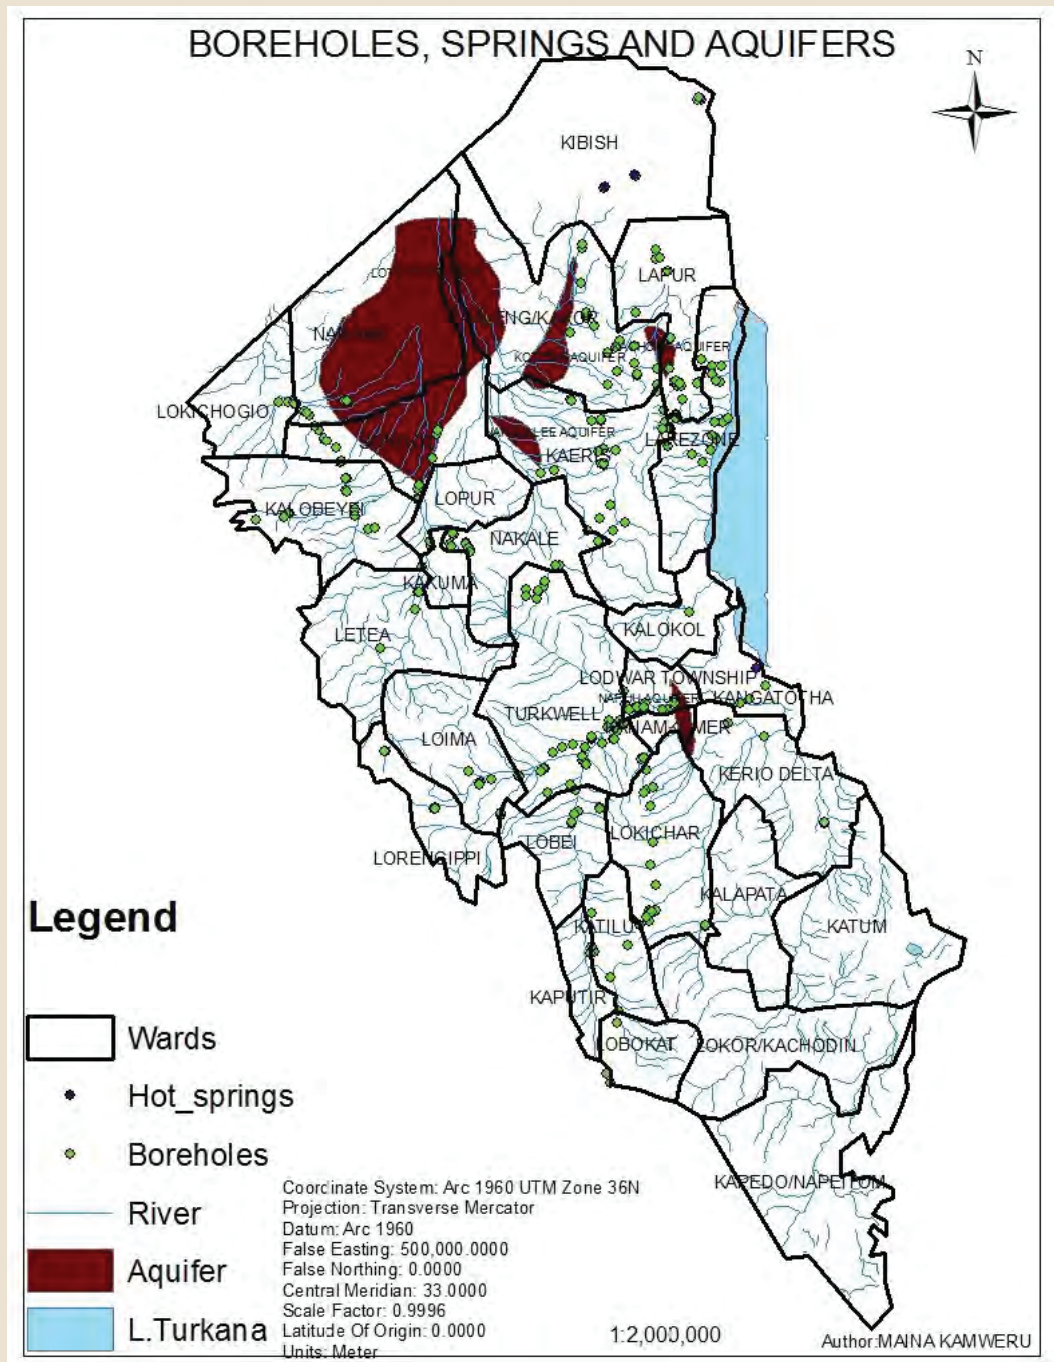 BOREHOLES, SPRINGS AND AQUIFERS
N
KIBISH
LAPUR
LOKICHOGIO
KAERIS
LAKEZONE
KALOBEYEI
LOPUR
NAKALE
KAKUMA
LETEA
KALOKOL
LODWAR TOWNSHIP
KANGATOTHA
TURKWELL
LOIMA
KERIO DELTA
LOBEI
LOKICHAR
LORENGIPPI
KALAPATA
KATILU
KATUM
KAPUTIR
LOBOKAT
LOKOR/KACHODIN
KAPEDO/NAPEITOM
Legend
Wards
Hot_springs
Boreholes
River
Aquifer
L.Turkana
Coordinate System: Arc 1960 UTM Zone 36N
Projection: Transverse Mercator
Datum: Arc 1960
False Easting: 500,000.0000
False Northing: 0.0000
Central Meridian: 33.0000
Scale Factor: 0.9996
Latitude Of Origin: 0.0000
Units: Meter
1:2,000,000
Author:MAINA KAMWERU